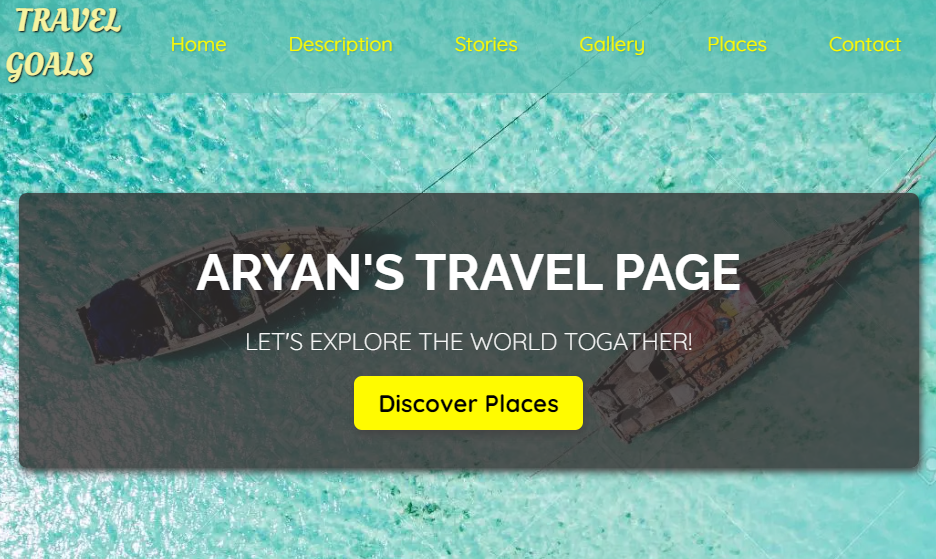 TRAVEL
GOALS
Home Description Stories Gallery Places Contact
ARYAN'S TRAVEL PAGE
LET'S EXPLORE THE WORLD TOGATHER!
Discover Places